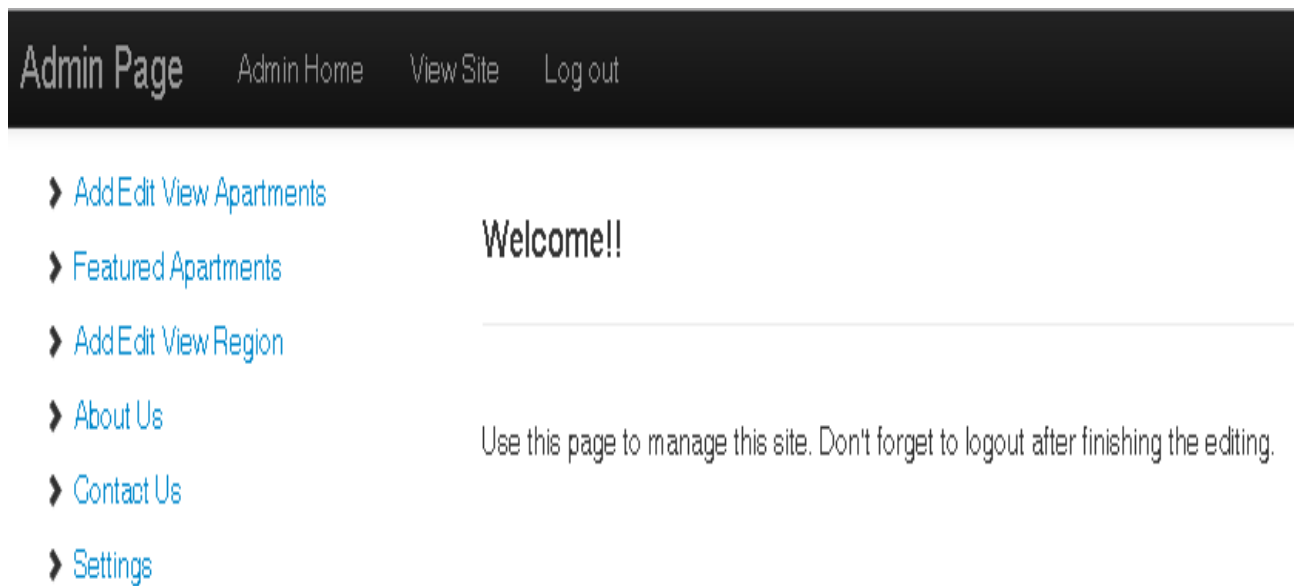 Admin Page Admin Home View Site Log out
Add Edit View Apartments
Featured Apartments
Add Edit View Region
About Us
Contact Us
Settings
Welcome!!
Use this page to manage this site. Don't forget to logout after finishing the editing.